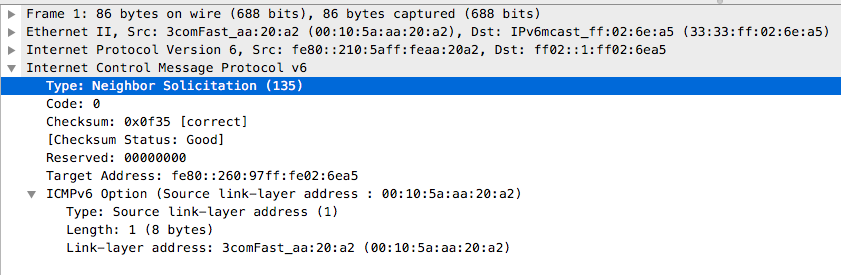 Frame 1: 86 bytes on wire (688 bits), 86 bytes captured (688 bits)
Ethernet II, Src: 3comFast_aa:20:a2 (00:10:5a:aa:20:a2), Dst: IPv6mcast_ff:02:6e:a5 (33:33:ff:02:6e:a5)
Internet Protocol Version 6, Src: fe80::210:5aff:feaa:20a2, Dst: ff02::1:ff02:6ea5
Internet Control Message Protocol v6
Type: Neighbor Solicitation (135)
Code: 0
Checksum: 0x0f35 [correct]
[Checksum Status: Good]
Reserved: 00000000
Target Address: fe80::260:97ff:fe02:6ea5
ICMPv6 Option (Source link-layer address : 00:10:5a:aa:20:a2)
Type: Source link-layer address (1)
Length: 1 (8 bytes)
Link-layer address: 3comFast_aa:20:a2 (00:10:5a:aa:20:a2)